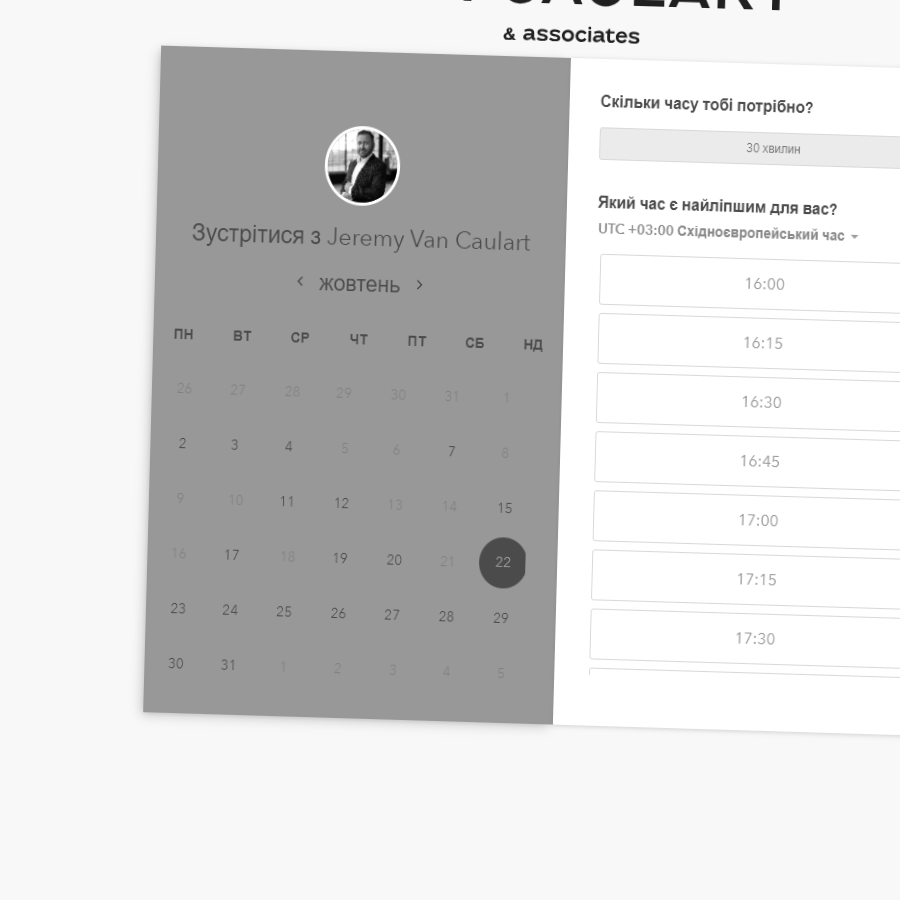 CAULART
& associates
Зустрітися з Jeremy Van Caulart
жовтень
ПН ВТ СР ЧТ ПТ СБ НД
26 27 28 29 30 31 1
2 3 4 5 6 7 8
9 10 11 12 13 14 15
16 17 18 19 20 21 22
23 24 25 26 27 28 29
30 31 1 2 3 4 5
Скільки часу тобі потрібно?
30 хвилин
Який час є найліпшим для вас?
UTC +03:00 Східноєвропейський час
16:00
16:15
16:30
16:45
17:00
17:15
17:30